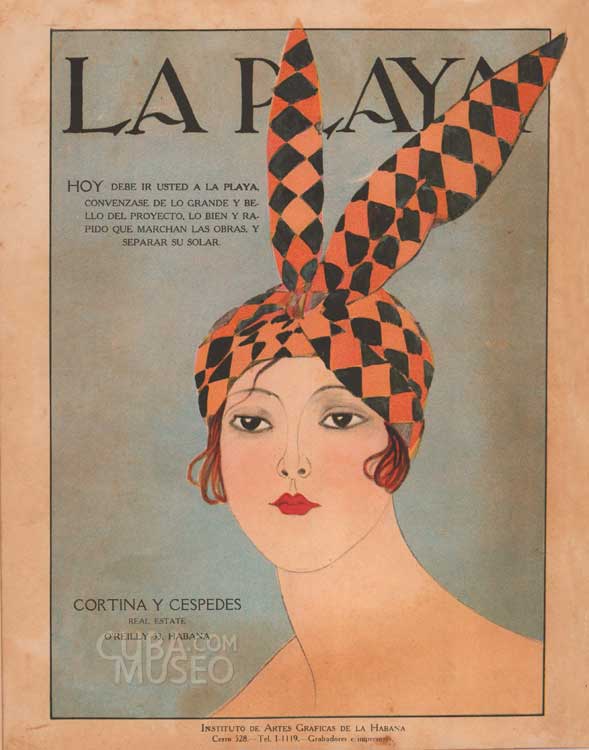 LA PLAYA
HOY DEBE IR USTED A LA PLAYA,
CONVENZASE DE LO GRANDE Y BE-
LLO DEL PROYECTO, LO BIEN Y RA-
PIDO QUE MARCHAN LAS OBRAS, Y
SEPARAR SU SOLAR.
CORTINA Y CESPEDES
REAL ESTATE
O'REILLY 33, HABANA
CUBA.COM
MUSEO
INSTITUTO DE ARTES GRAFICAS DE LA HABANA
Cerro 528.—Tel. I-1119.—Grabadores e impresores